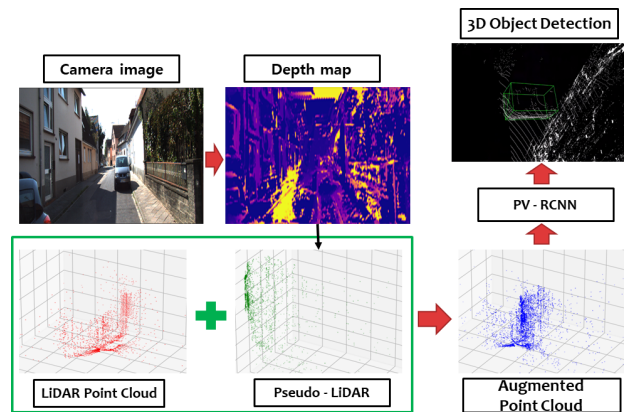 3D Object Detection
Camera image
Depth map
PV - RCNN
LiDAR Point Cloud
Pseudo - LiDAR
Augmented
Point Cloud